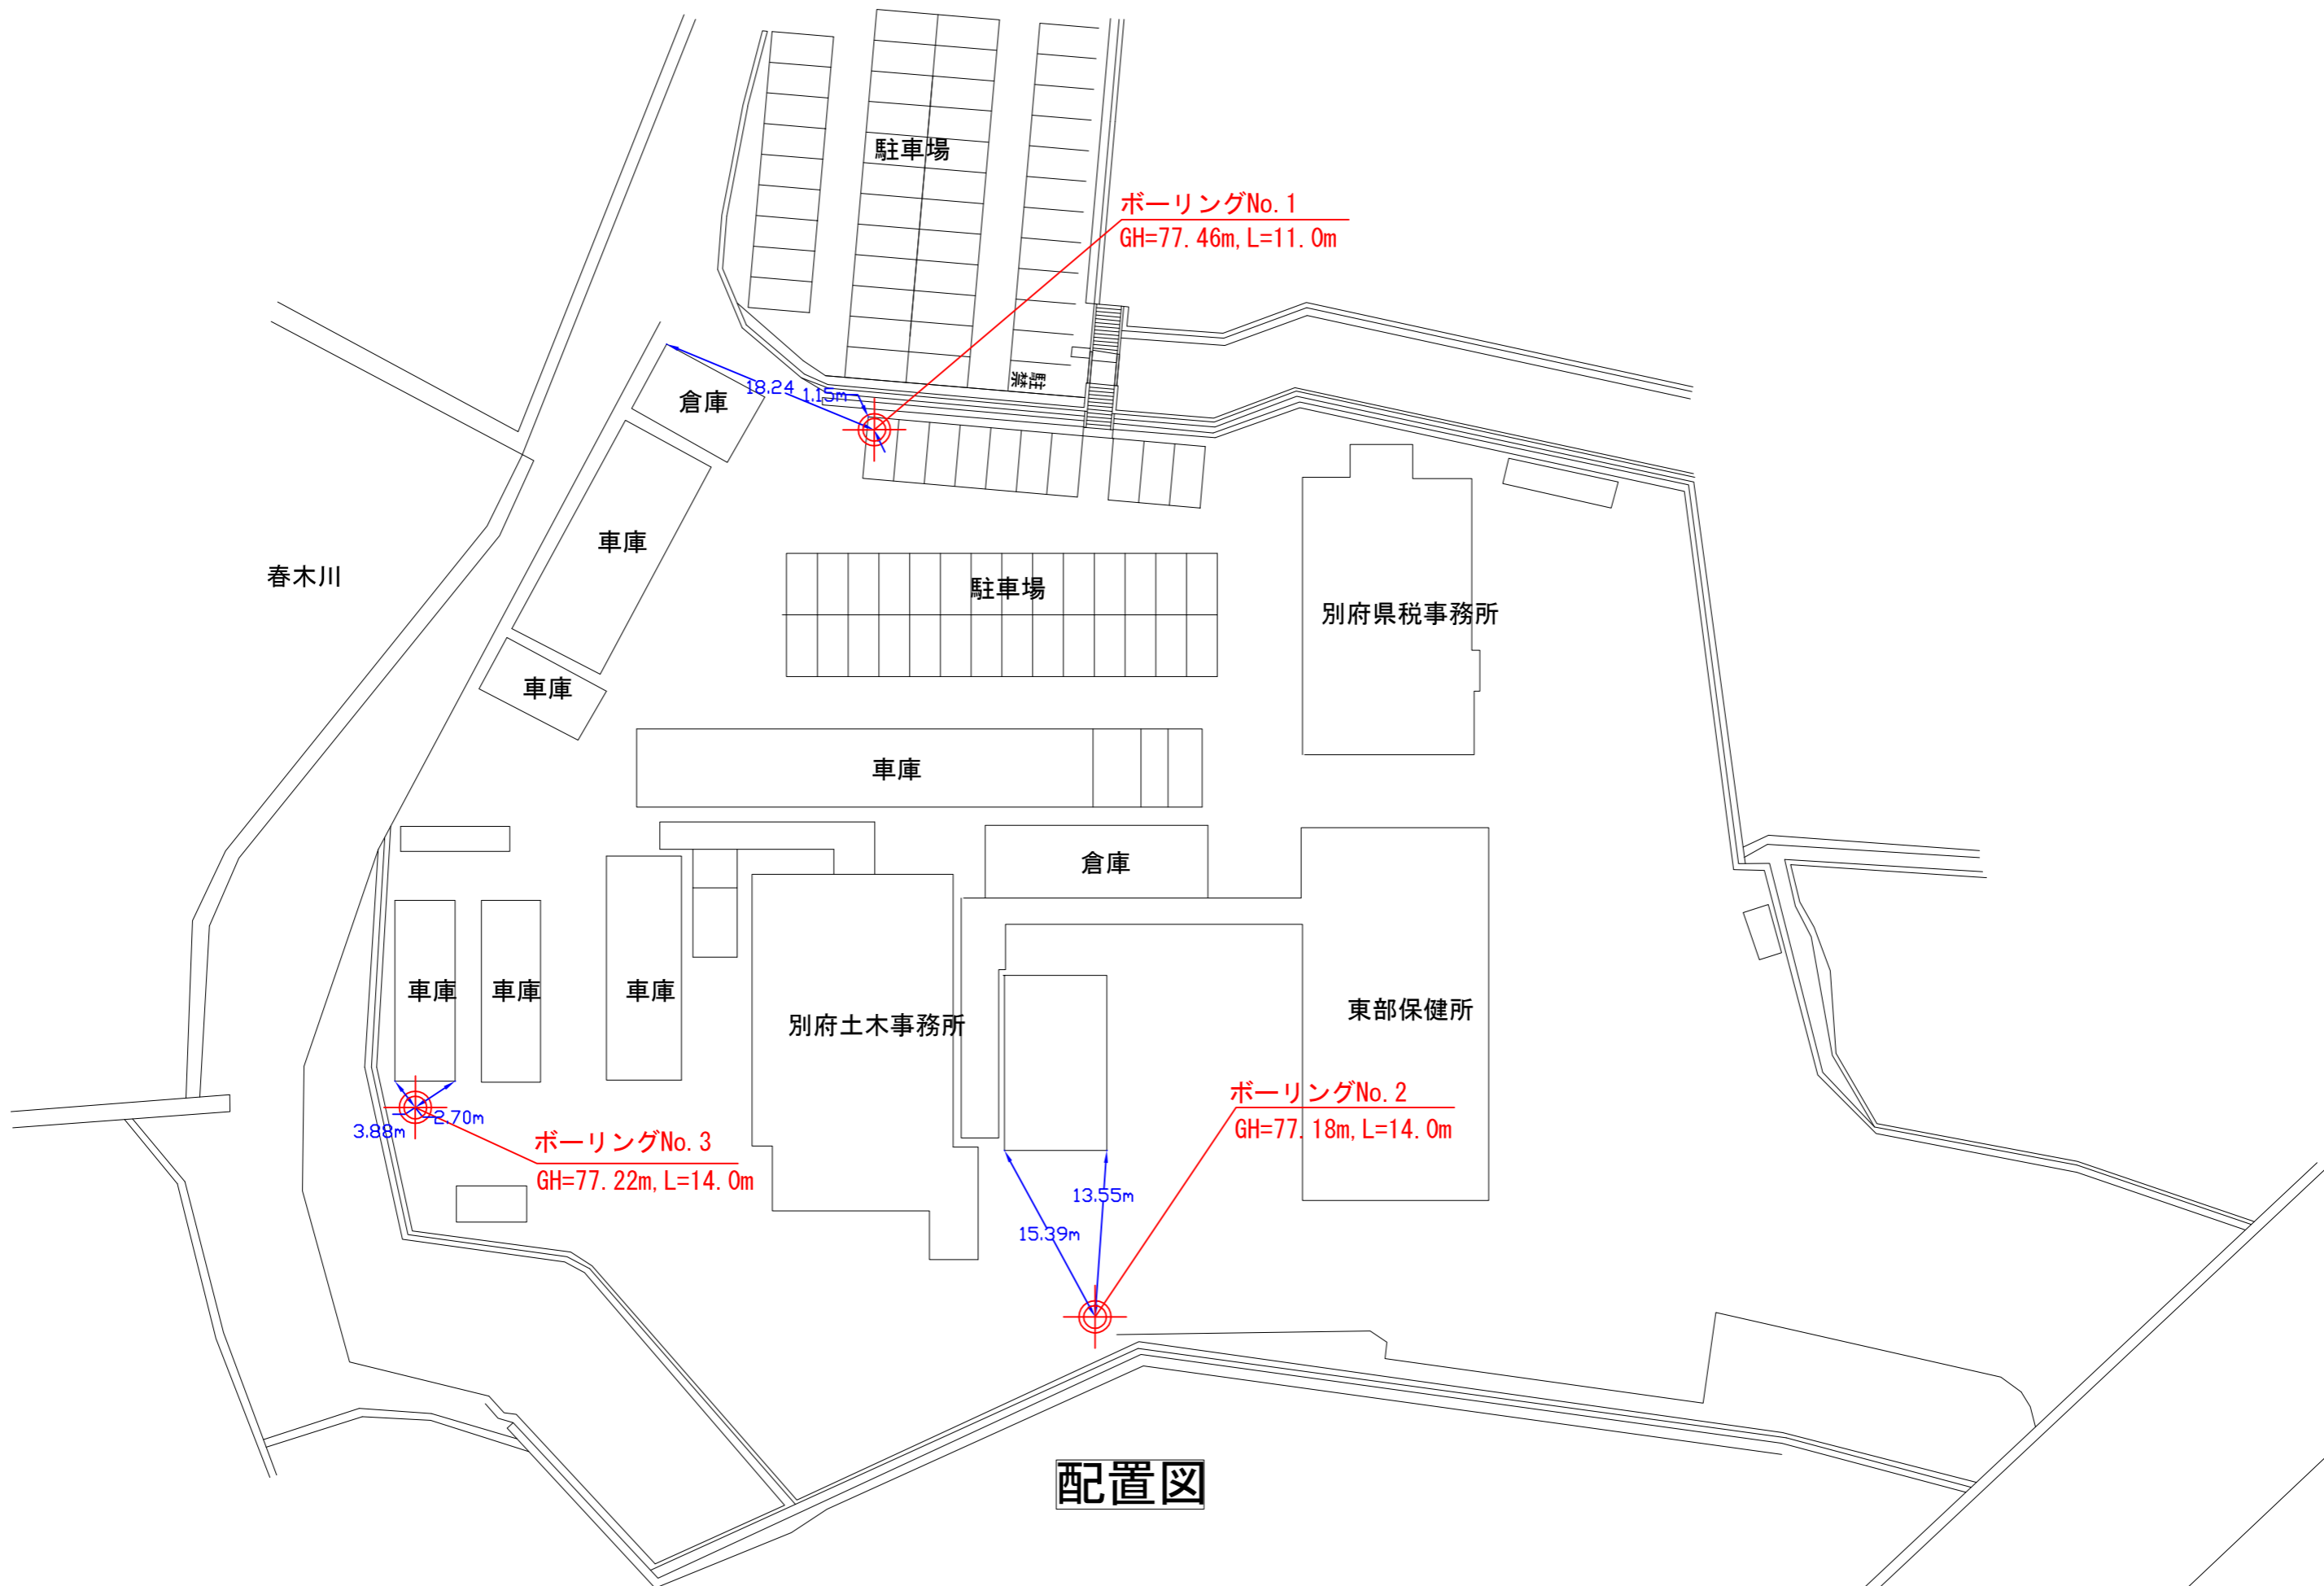 駐車場
ボーリングNo.1
GH=77.46m,L=11.0m
駐
禁
18.24
1.15m
倉庫
車庫
春木川
駐車場
別府県税事務所
車庫
車庫
倉庫
車庫
車庫
車庫
別府土木事務所
東部保健所
ボーリングNo.2
GH=77.18m,L=14.0m
3.88m
2.70m
ボーリングNo.3
GH=77.22m,L=14.0m
13.55m
15.39m
配置図